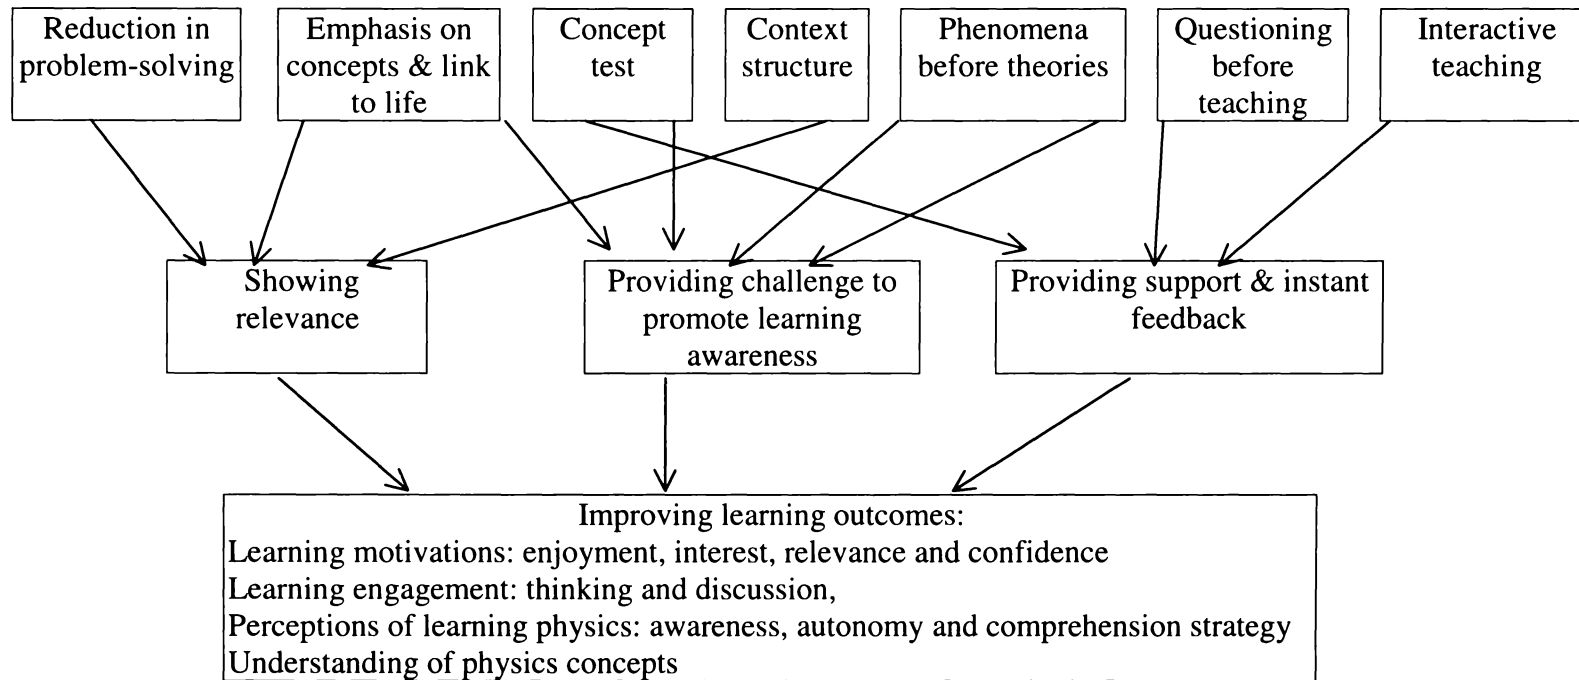 Reduction in
problem-solving
Emphasis on
concepts & link
to life
Concept
test
Context
structure
Phenomena
before theories
Questioning
before
teaching
Interactive
teaching
Showing
relevance
Providing challenge to
promote learning
awareness
Providing support & instant
feedback
Improving learning outcomes:
Learning motivations: enjoyment, interest, relevance and confidence
Learning engagement: thinking and discussion,
Perceptions of learning physics: awareness, autonomy and comprehension strategy
Understanding of physics concepts